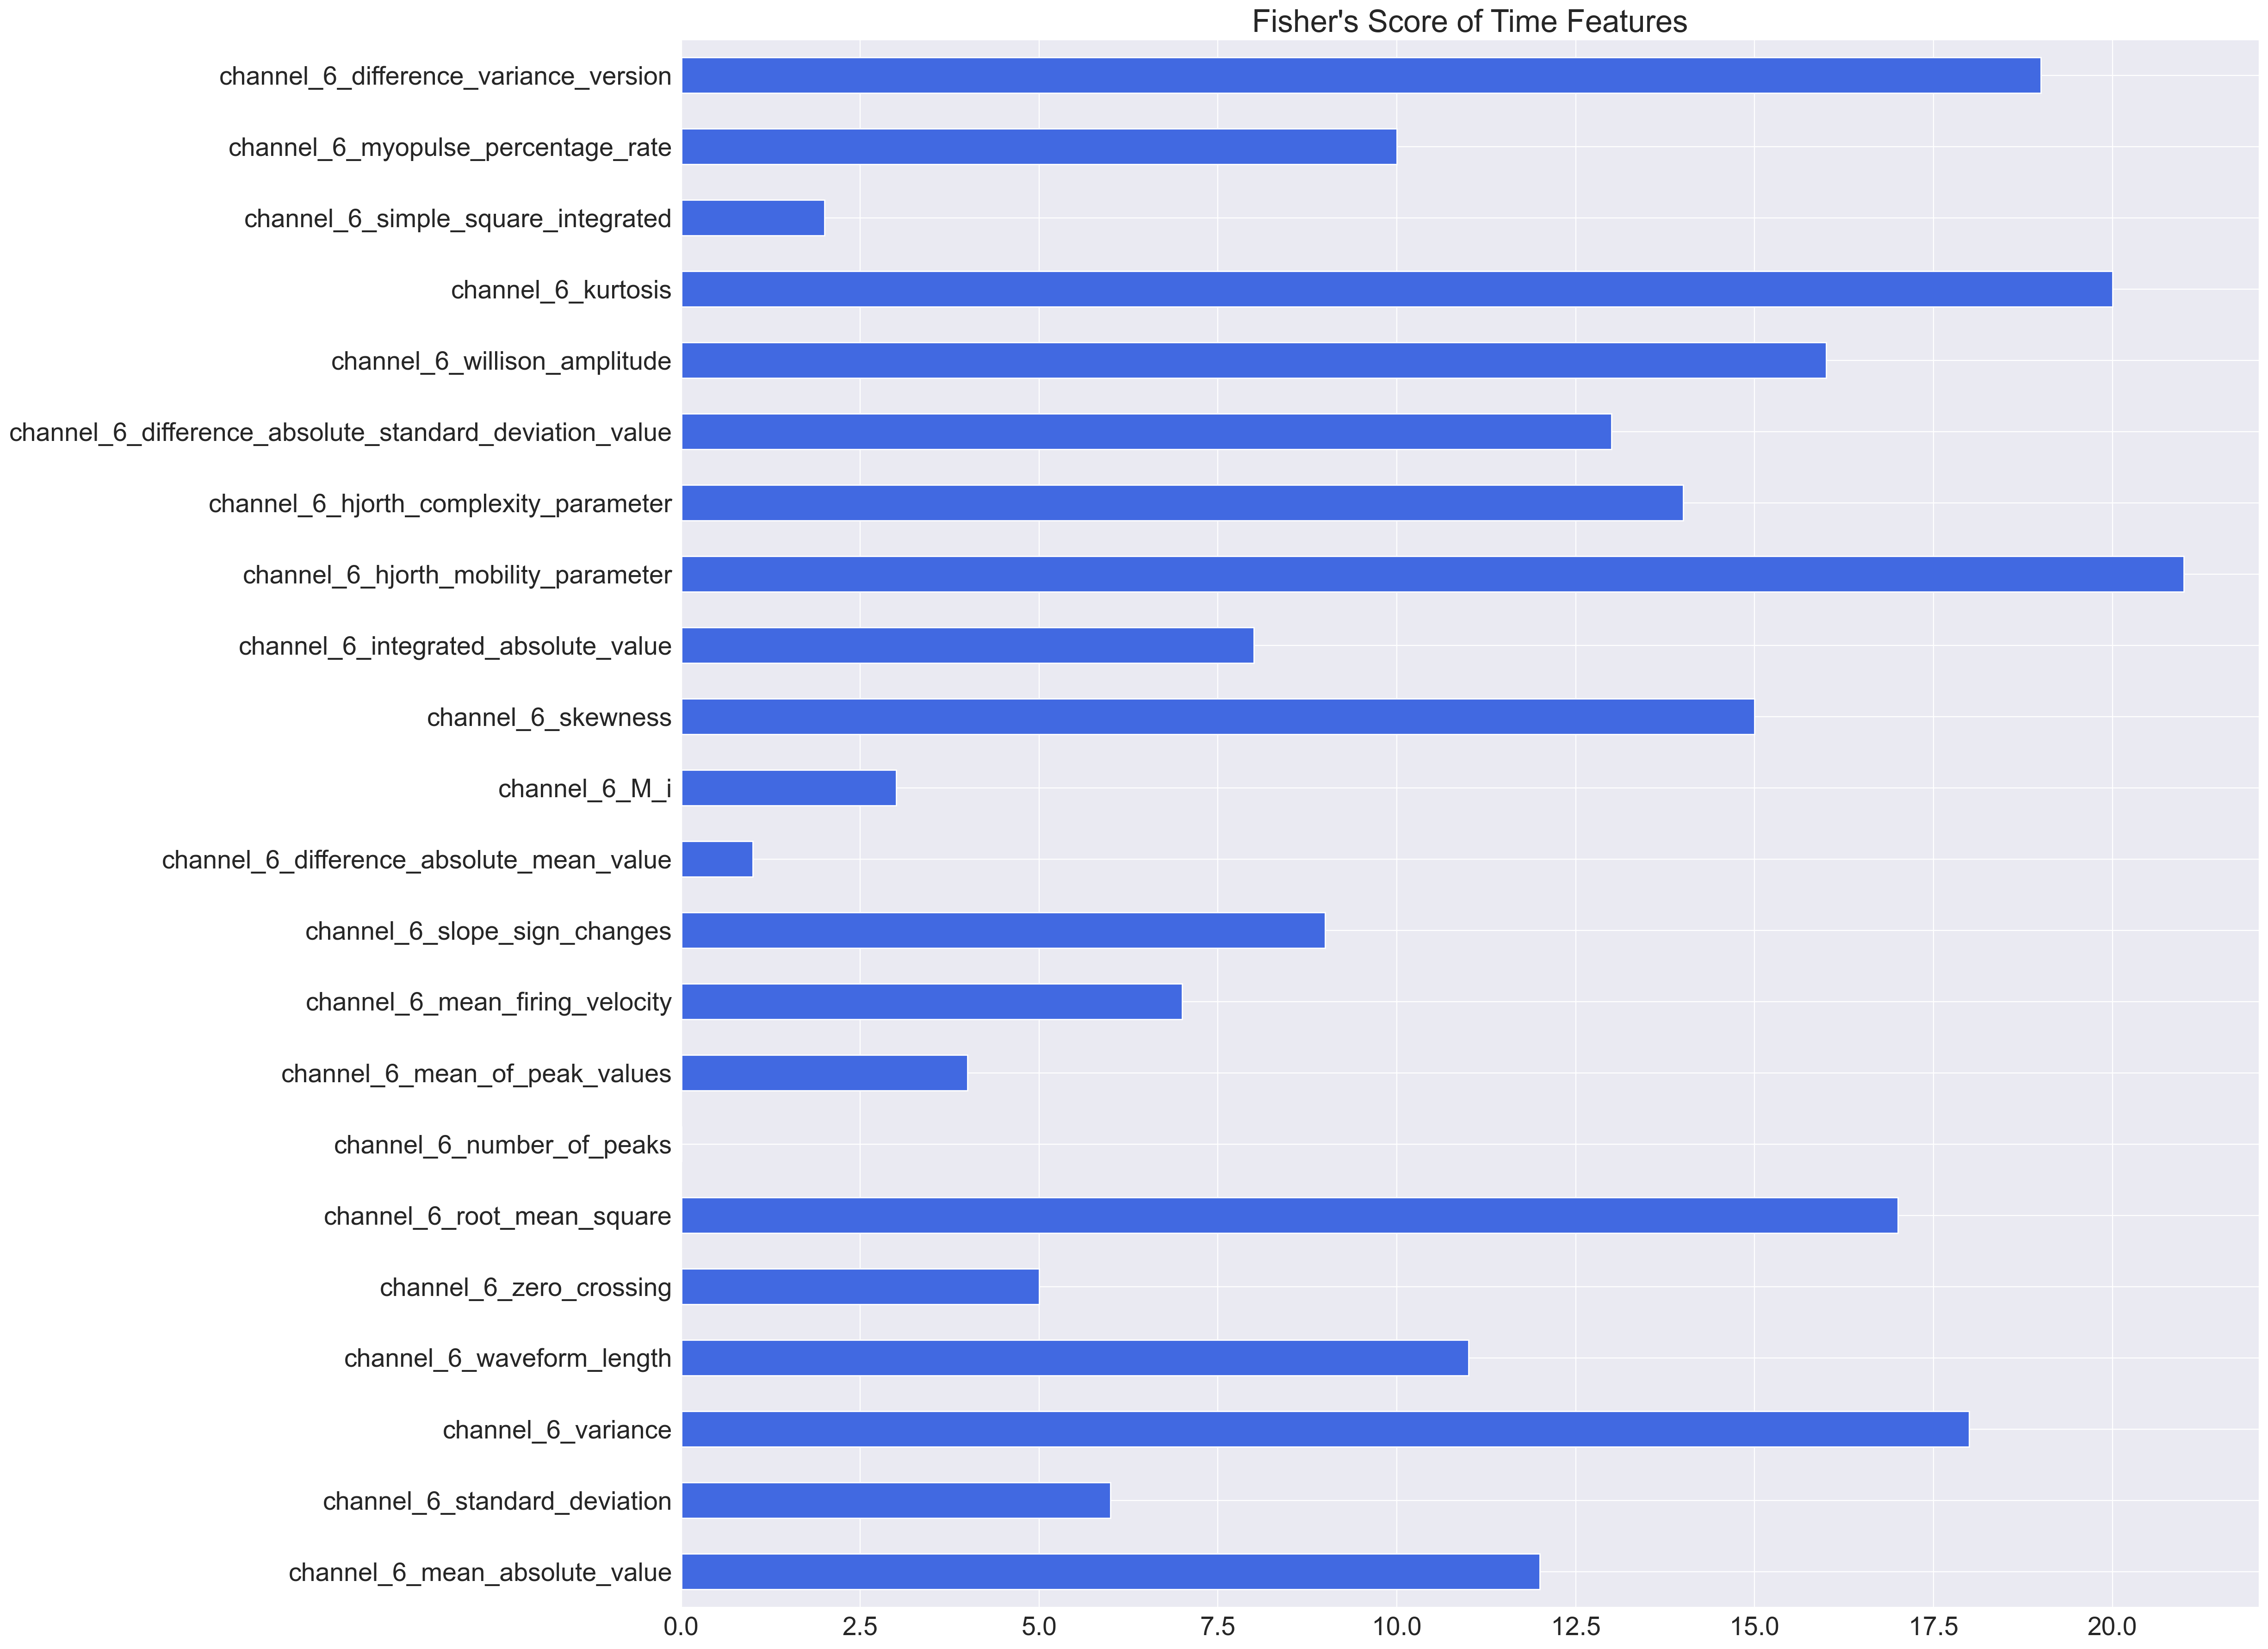 Fisher's Score of Time Features
channel_6_difference_variance_version
channel_6_myopulse_percentage_rate
channel_6_simple_square_integrated
channel_6_kurtosis
channel_6_willison_amplitude
channel_6_difference_absolute_standard_deviation_value
channel_6_hjorth_complexity_parameter
channel_6_hjorth_mobility_parameter
channel_6_integrated_absolute_value
channel_6_skewness
channel_6_M_i
channel_6_difference_absolute_mean_value
channel_6_slope_sign_changes
channel_6_mean_firing_velocity
channel_6_mean_of_peak_values
channel_6_number_of_peaks
channel_6_root_mean_square
channel_6_zero_crossing
channel_6_waveform_length
channel_6_variance
channel_6_standard_deviation
channel_6_mean_absolute_value
0.0 2.5 5.0 7.5 10.0 12.5 15.0 17.5 20.0